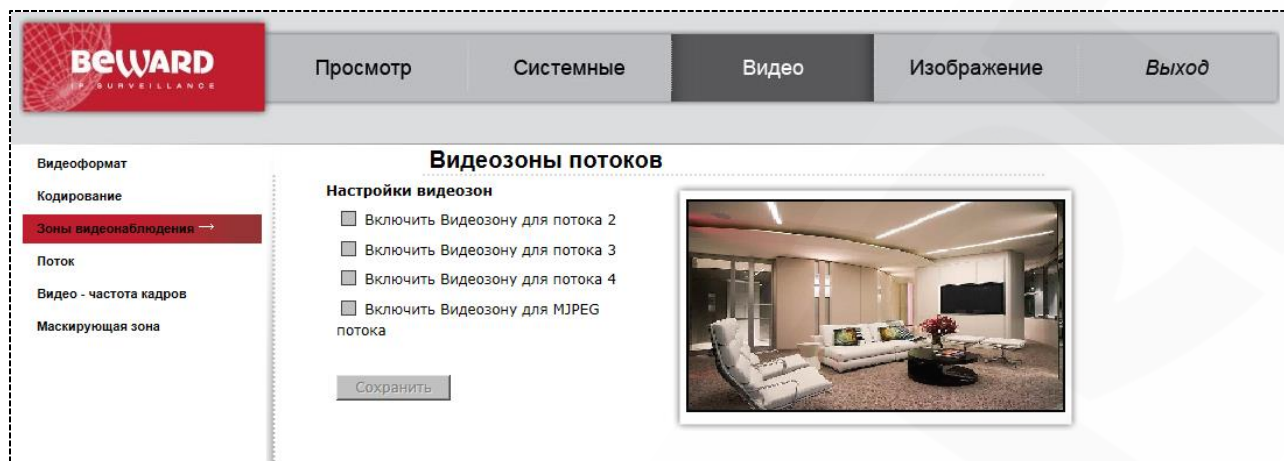 BEWARD
IP SURVEILLANCE
Просмотр
Системные
Видео
Изображение
Выход
Видеоформат
Кодирование
Зоны видеонаблюдения →
Поток
Видео - частота кадров
Маскирующая зона
Видеозоны потоков
Настройки видеозон
Включить Видеозону для потока 2
Включить Видеозону для потока 3
Включить Видеозону для потока 4
Включить Видеозону для MJPEG
потока
Сохранить